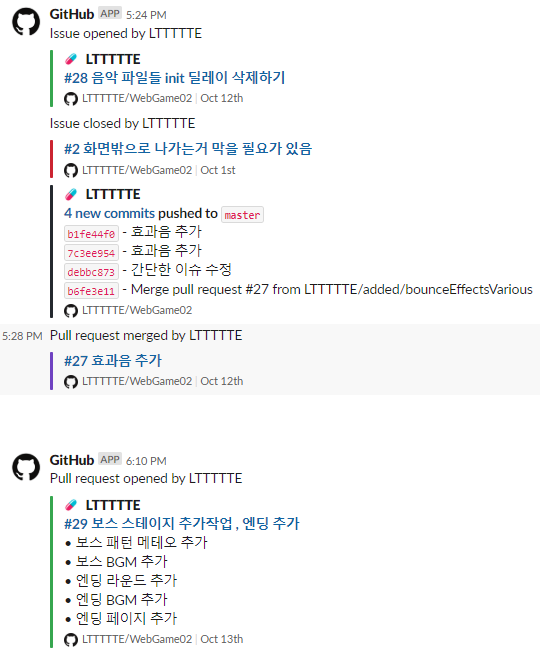 GitHub APP 5:24 PM
Issue opened by LTTTTTE
LTTTTTE
#28 음악 파일들 init 딜레이 삭제하기
LTTTTTE/WebGame02 | Oct 12th
Issue closed by LTTTTTE
#2 화면밖으로 나가는거 막을 필요가 있음
LTTTTTE/WebGame02 | Oct 1st
LTTTTTE
4 new commits pushed to master
b1fe44f0 - 효과음 추가
7c3ee954 - 효과음 추가
debbc873 - 간단한 이슈 수정
b6fe3e11 - Merge pull request #27 from LTTTTTE/added/bounceEffectsVarious
LTTTTTE/WebGame02
5:28 PM Pull request merged by LTTTTTE
#27 효과음 추가
LTTTTTE/WebGame02 | Oct 12th
GitHub APP 6:10 PM
Pull request opened by LTTTTTE
LTTTTTE
#29 보스 스테이지 추가작업 , 엔딩 추가
• 보스 패턴 메테오 추가
• 보스 BGM 추가
• 엔딩 라운드 추가
• 엔딩 BGM 추가
• 엔딩 페이지 추가
LTTTTTE/WebGame02 | Oct 13th